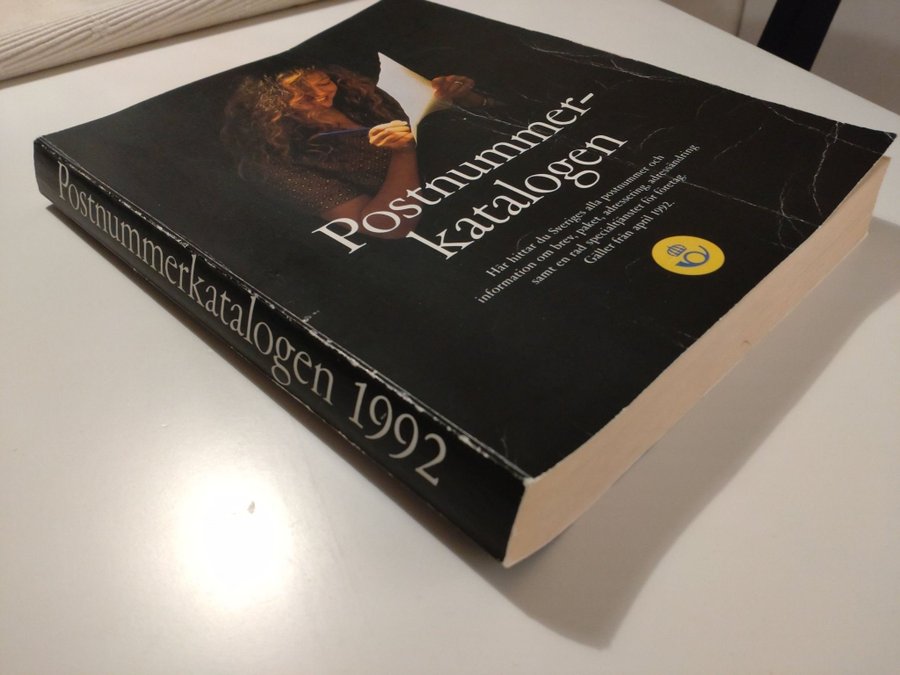 Postnummer-
katalogen
Här hittar du Sveriges alla postnummer och
information om brev, paket, adressering, adressändring
samt en rad specialtjänster för företag.
Gäller från april 1992.
Postnummerkatalogen 1992